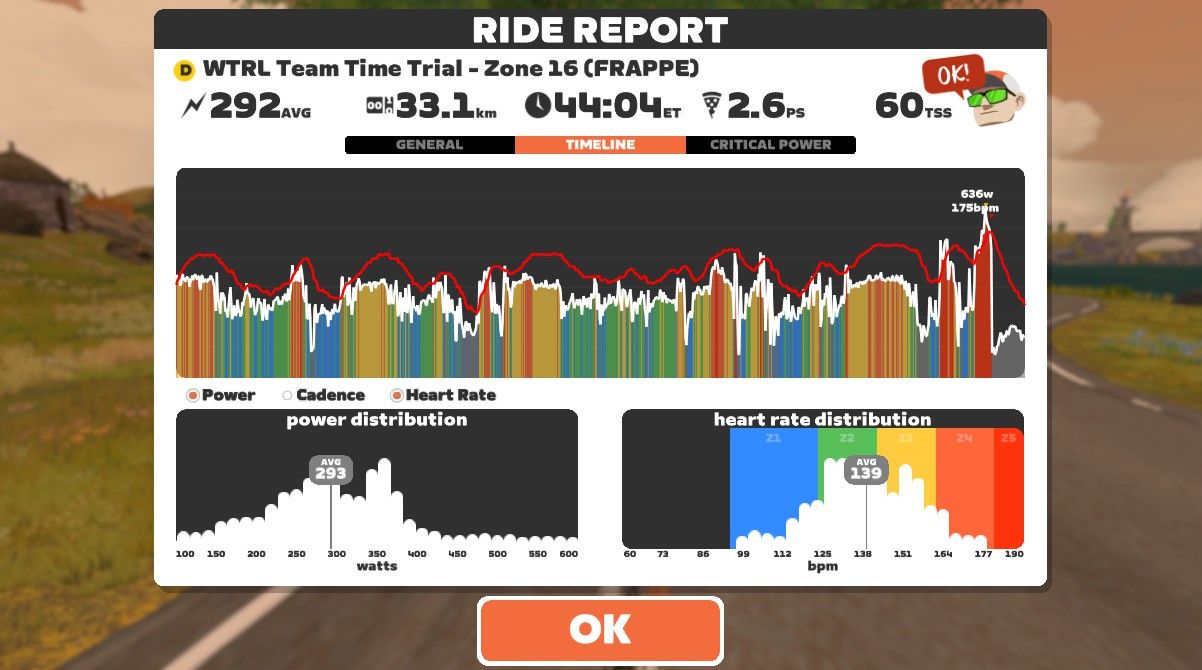 RIDE REPORT
D WTRL Team Time Trial - Zone 16 (FRAPPE)
OK!
292AVG 33.1km 44:04ET 2.6PS 60TSS
GENERAL TIMELINE CRITICAL POWER
636w
175bpm
Power Cadence Heart Rate
power distribution
AVG
293
100 150 200 250 300 350 400 450 500 550 600
watts
heart rate distribution
Z1 Z2 Z3 Z4 Z5
AVG
139
60 73 86 99 112 125 138 151 164 177 190
bpm
OK